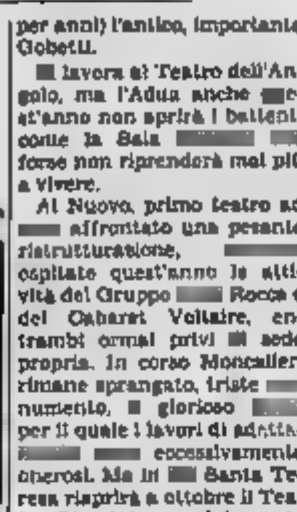 per anni) l'antico, importante
Gobetti.
lavora al Teatro dell'An
golo, ma l'Adua anche
st'anno non aprirà i battenti
come la Sala
forse non riprenderà mai più
a vivere.
Al Nuovo, primo teatro ad
affrontato una pesante
ristrutturazione,
ospitate quest'anno le atti
vità del Gruppo Rocca e
del Cabaret Voltaire, en
trambi ormai privi sede
propria. In corso Moncalieri
rimane sprangato, triste
numento, glorioso
per il quale i lavori di adatta-
eccessivamente
onerosi. Ma in Santa Te
resa riaprirà a ottobre il Tea